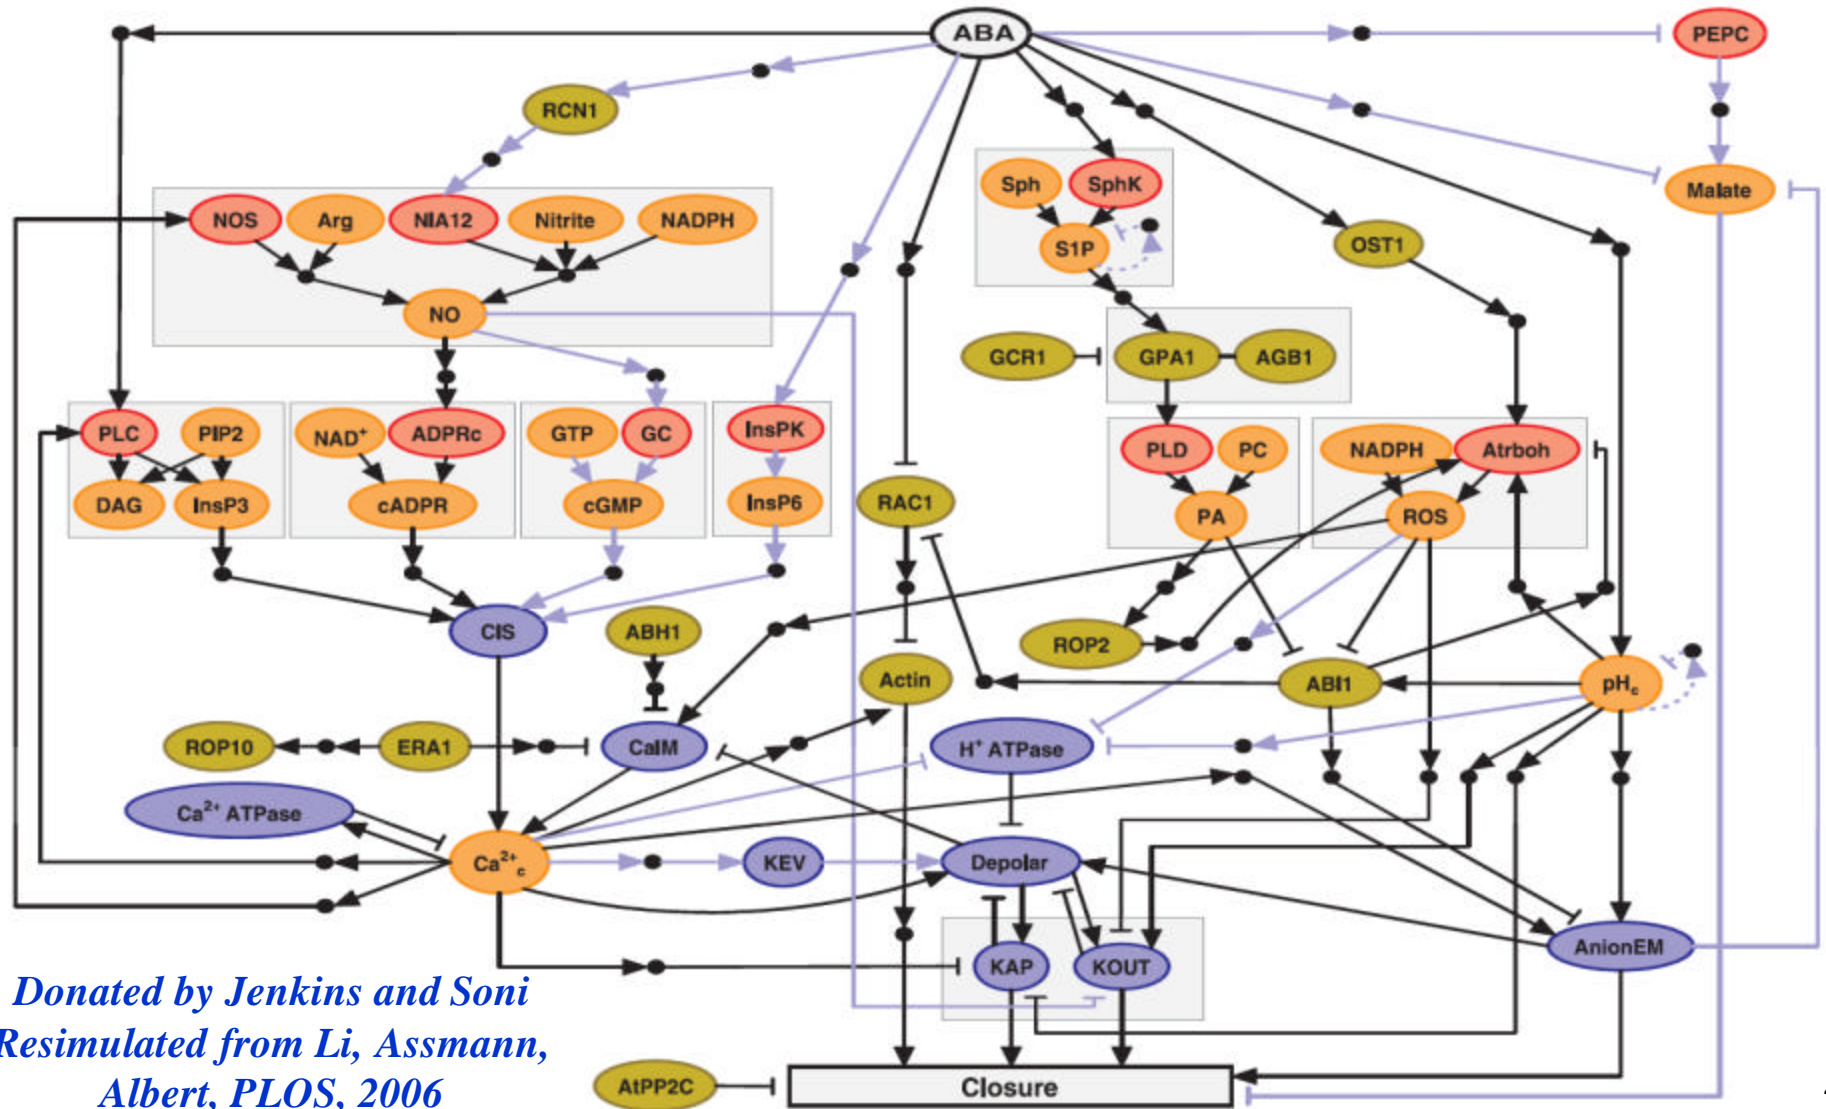 ABA
PEPC
RCN1
Sph
SphK
Malate
NOS
Arg
NIA12
Nitrite
NADPH
S1P
OST1
NO
GCR1
GPA1
AGB1
PLC
PIP2
NAD⁺
ADPRc
GTP
GC
InsPK
PLD
PC
NADPH
Atrboh
DAG
InsP3
cADPR
cGMP
InsP6
RAC1
PA
ROS
CIS
ABH1
ROP2
Actin
ABI1
pHc
ROP10
ERA1
CaIM
H⁺ ATPase
Ca²⁺ ATPase
Ca²⁺c
KEV
Depolar
KAP
KOUT
AnionEM
Donated by Jenkins and Soni
Resimulated from Li, Assmann,
Albert, PLOS, 2006
AtPP2C
Closure